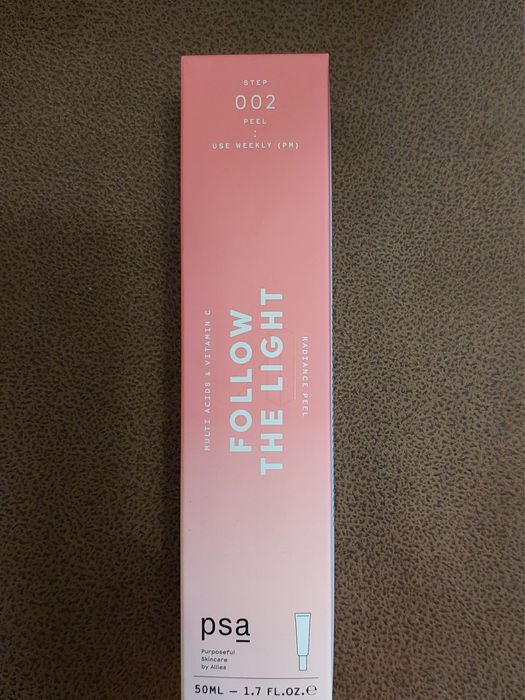 STEP
002
PEEL
:
USE WEEKLY (PM)
MULTI ACIDS & VITAMIN C
FOLLOW
THE LIGHT
RADIANCE PEEL
psa
Purposeful
Skincare
by Allies
50ML — 1.7 FL.OZ.℮